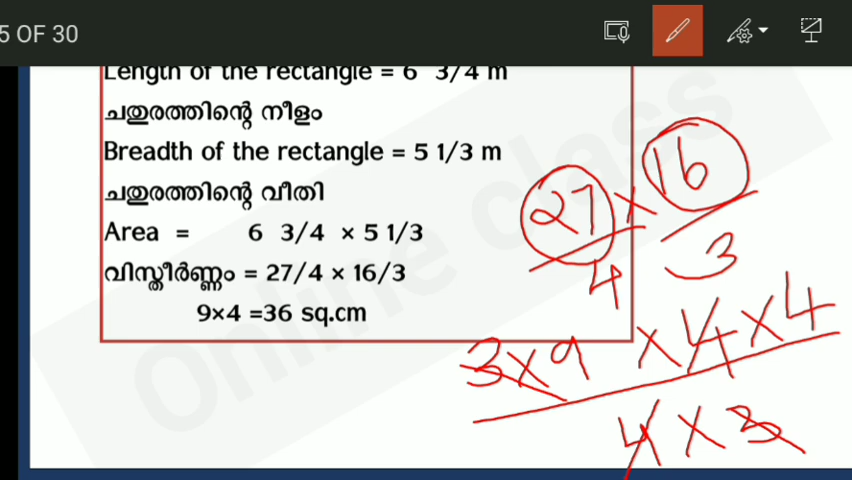 5 OF 30
Length of the rectangle = 6 3/4 m
ചതുരത്തിന്റെ നീളം
Breadth of the rectangle = 5 1/3 m
ചതുരത്തിന്റെ വീതി
Area = 6 3/4 × 5 1/3
വിസ്തീർണ്ണം = 27/4 × 16/3
9×4 =36 sq.cm
27 × 16
4 3
3 × 9 × 4 × 4
4 × 3
Online class